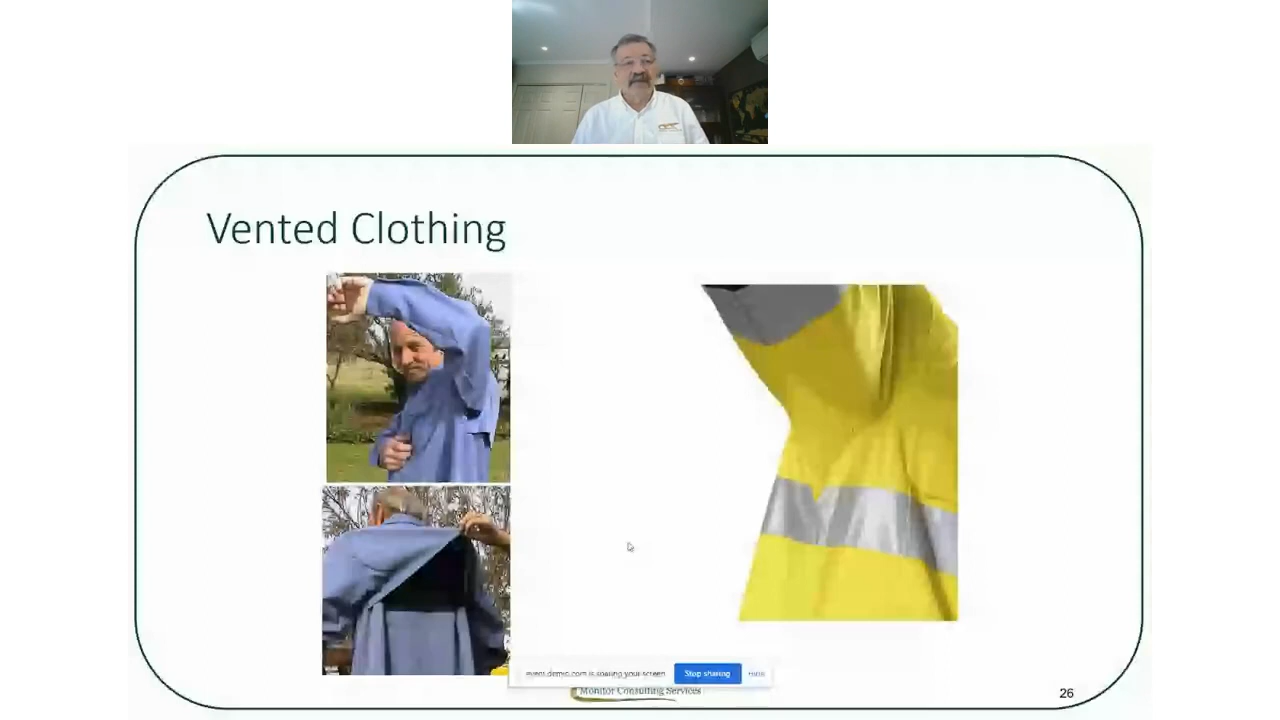 Vented Clothing
is sharing your screen
Stop sharing
Hide
Monitor Consulting Services
26